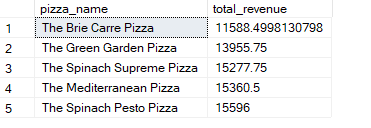 pizza_name total_revenue
1 The Brie Carre Pizza 11588.4998130798
2 The Green Garden Pizza 13955.75
3 The Spinach Supreme Pizza 15277.75
4 The Mediterranean Pizza 15360.5
5 The Spinach Pesto Pizza 15596